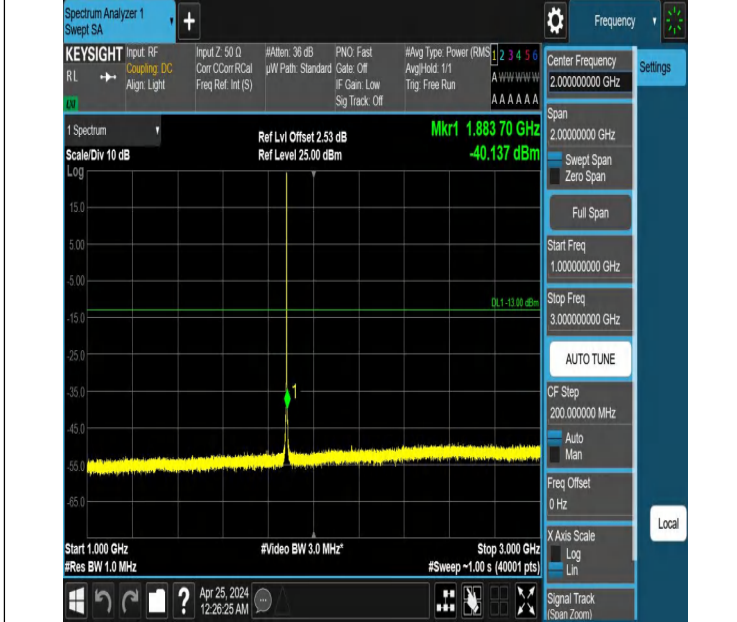 Spectrum Analyzer 1
Swept SA
Frequency
KEYSIGHT
RL
Input: RF
Coupling: DC
Align: Light
Input Z: 50 Ω
Corr CCorr RCal
Freq Ref: Int (S)
#Atten: 36 dB
µW Path: Standard
PNO: Fast
Gate: Off
IF Gain: Low
Sig Track: Off
#Avg Type: Power (RMS
Avg|Hold: 1/1
Trig: Free Run
1 2 3 4 5 6
A W W W W W
A A A A A A
1 Spectrum
Scale/Div 10 dB
Log
Ref Lvl Offset 2.53 dB
Ref Level 25.00 dBm
Mkr1 1.883 70 GHz
-40.137 dBm
15.0
5.00
-5.00
DL1 -13.00 dBm
-15.0
-25.0
-35.0
1
-45.0
-55.0
-65.0
Start 1.000 GHz
#Res BW 1.0 MHz
#Video BW 3.0 MHz*
Stop 3.000 GHz
#Sweep ~1.00 s (40001 pts)
Apr 25, 2024
12:26:25 AM
Center Frequency
2.000000000 GHz
Span
2.00000000 GHz
Swept Span
Zero Span
Full Span
Start Freq
1.000000000 GHz
Stop Freq
3.000000000 GHz
AUTO TUNE
CF Step
200.000000 MHz
Auto
Man
Freq Offset
0 Hz
X Axis Scale
Log
Lin
Signal Track
(Span Zoom)
Settings
Local